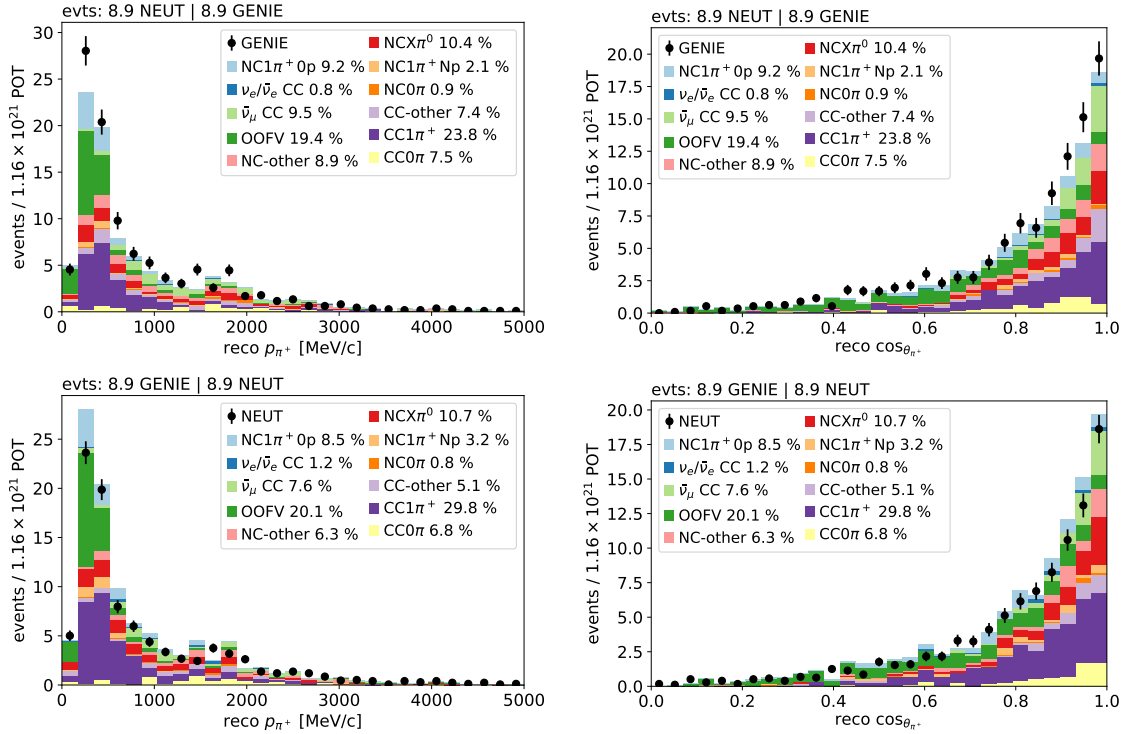 evts: 8.9 NEUT | 8.9 GENIE
GENIE
NC1π⁺0p 9.2 %
νₑ/ν̄ₑ CC 0.8 %
ν̄_μ CC 9.5 %
OOFV 19.4 %
NC-other 8.9 %
NCXπ⁰ 10.4 %
NC1π⁺Np 2.1 %
NC0π 0.9 %
CC-other 7.4 %
CC1π⁺ 23.8 %
CC0π 7.5 %
events / 1.16 × 10²¹ POT
30
25
20
15
10
5
0
0 1000 2000 3000 4000 5000
reco p_π⁺ [MeV/c]
evts: 8.9 NEUT | 8.9 GENIE
GENIE
NC1π⁺0p 9.2 %
νₑ/ν̄ₑ CC 0.8 %
ν̄_μ CC 9.5 %
OOFV 19.4 %
NC-other 8.9 %
NCXπ⁰ 10.4 %
NC1π⁺Np 2.1 %
NC0π 0.9 %
CC-other 7.4 %
CC1π⁺ 23.8 %
CC0π 7.5 %
events / 1.16 × 10²¹ POT
20.0
17.5
15.0
12.5
10.0
7.5
5.0
2.5
0.0
0.0 0.2 0.4 0.6 0.8 1.0
reco cos_θ_π⁺
evts: 8.9 GENIE | 8.9 NEUT
NEUT
NC1π⁺0p 8.5 %
νₑ/ν̄ₑ CC 1.2 %
ν̄_μ CC 7.6 %
OOFV 20.1 %
NC-other 6.3 %
NCXπ⁰ 10.7 %
NC1π⁺Np 3.2 %
NC0π 0.8 %
CC-other 5.1 %
CC1π⁺ 29.8 %
CC0π 6.8 %
events / 1.16 × 10²¹ POT
25
20
15
10
5
0
0 1000 2000 3000 4000 5000
reco p_π⁺ [MeV/c]
evts: 8.9 GENIE | 8.9 NEUT
NEUT
NC1π⁺0p 8.5 %
νₑ/ν̄ₑ CC 1.2 %
ν̄_μ CC 7.6 %
OOFV 20.1 %
NC-other 6.3 %
NCXπ⁰ 10.7 %
NC1π⁺Np 3.2 %
NC0π 0.8 %
CC-other 5.1 %
CC1π⁺ 29.8 %
CC0π 6.8 %
events / 1.16 × 10²¹ POT
20.0
17.5
15.0
12.5
10.0
7.5
5.0
2.5
0.0
0.0 0.2 0.4 0.6 0.8 1.0
reco cos_θ_π⁺